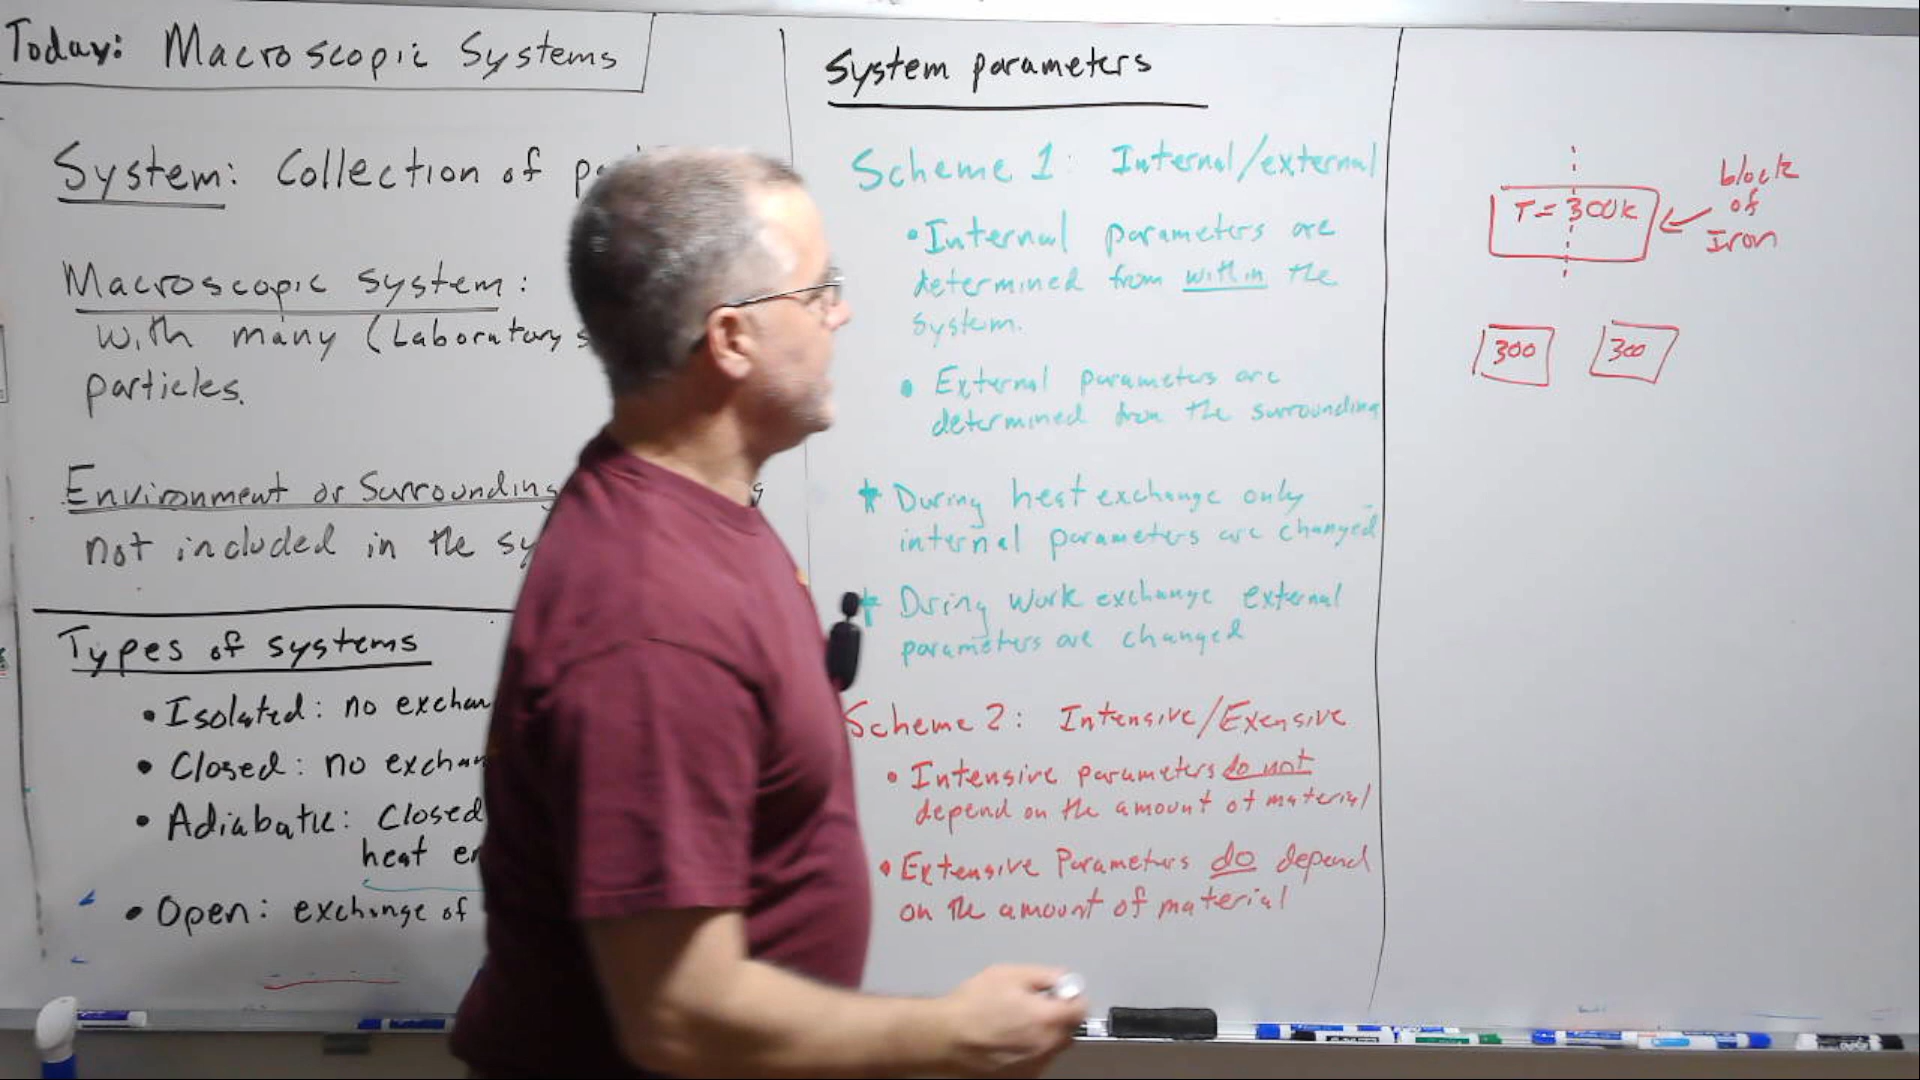 Today: Macroscopic Systems
System: Collection of
Macroscopic system:
with many (Laboratory
particles.
Environment or Surrounding
not included in the
Types of systems
• Isolated: no
• Closed: no
• Adiabatic: Closed
heat
• Open: exchange of
System parameters
Scheme 1: Internal/external
• Internal parameters are
determined from within the
system.
• External parameters are
determined from the surrounding
* During heat exchange only
internal parameters are changed
* During work exchange external
parameters are changed
Scheme 2: Intensive/Exensive
• Intensive parameters do not
depend on the amount of material
• Extensive Parameters do depend
on the amount of material
T = 300K
block
of
Iron
300 300